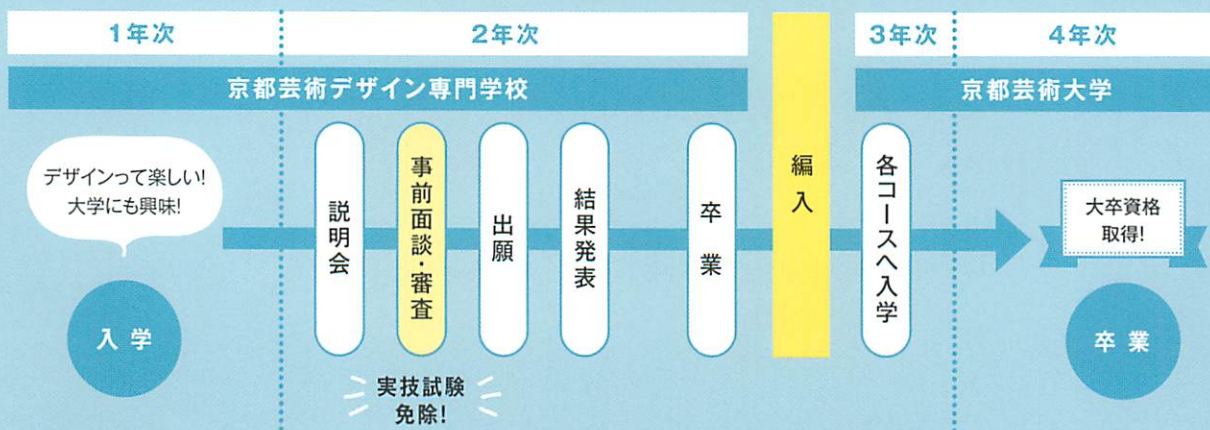 1年次
2年次
3年次
4年次
京都芸術デザイン専門学校
京都芸術大学
デザインって楽しい!
大学にも興味!
入学
説明会
事前面談・審査
出願
結果発表
卒業
編入
各コースへ入学
大卒資格
取得!
卒業
実技試験
免除!